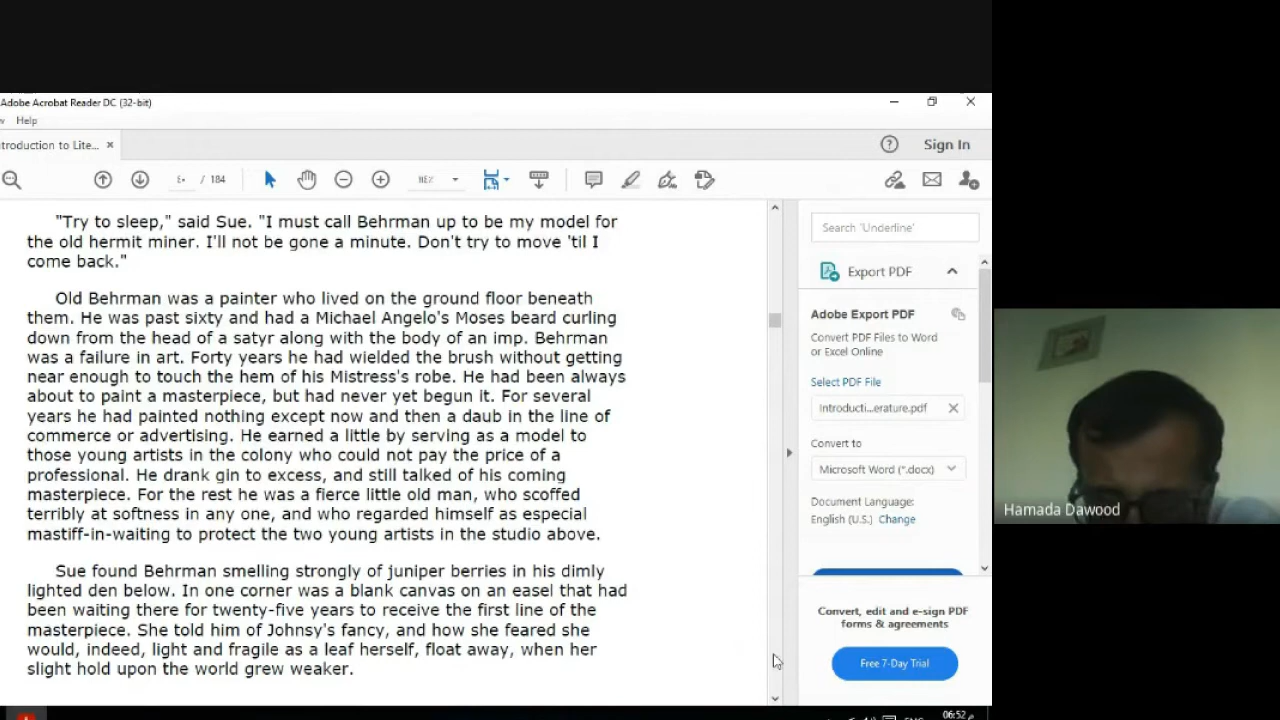 Adobe Acrobat Reader DC (32-bit)
Help
troduction to Lite...
Sign In
/ 184
"Try to sleep," said Sue. "I must call Behrman up to be my model for
the old hermit miner. I'll not be gone a minute. Don't try to move 'til I
come back."
Old Behrman was a painter who lived on the ground floor beneath
them. He was past sixty and had a Michael Angelo's Moses beard curling
down from the head of a satyr along with the body of an imp. Behrman
was a failure in art. Forty years he had wielded the brush without getting
near enough to touch the hem of his Mistress's robe. He had been always
about to paint a masterpiece, but had never yet begun it. For several
years he had painted nothing except now and then a daub in the line of
commerce or advertising. He earned a little by serving as a model to
those young artists in the colony who could not pay the price of a
professional. He drank gin to excess, and still talked of his coming
masterpiece. For the rest he was a fierce little old man, who scoffed
terribly at softness in any one, and who regarded himself as especial
mastiff-in-waiting to protect the two young artists in the studio above.
Sue found Behrman smelling strongly of juniper berries in his dimly
lighted den below. In one corner was a blank canvas on an easel that had
been waiting there for twenty-five years to receive the first line of the
masterpiece. She told him of Johnsy's fancy, and how she feared she
would, indeed, light and fragile as a leaf herself, float away, when her
slight hold upon the world grew weaker.
Search 'Underline'
Export PDF
Adobe Export PDF
Convert PDF Files to Word
or Excel Online
Select PDF File
Introducti...erature.pdf
Convert to
Microsoft Word (*.docx)
Document Language:
English (U.S.) Change
Convert, edit and e-sign PDF
forms & agreements
Free 7-Day Trial
Hamada Dawood
06:52